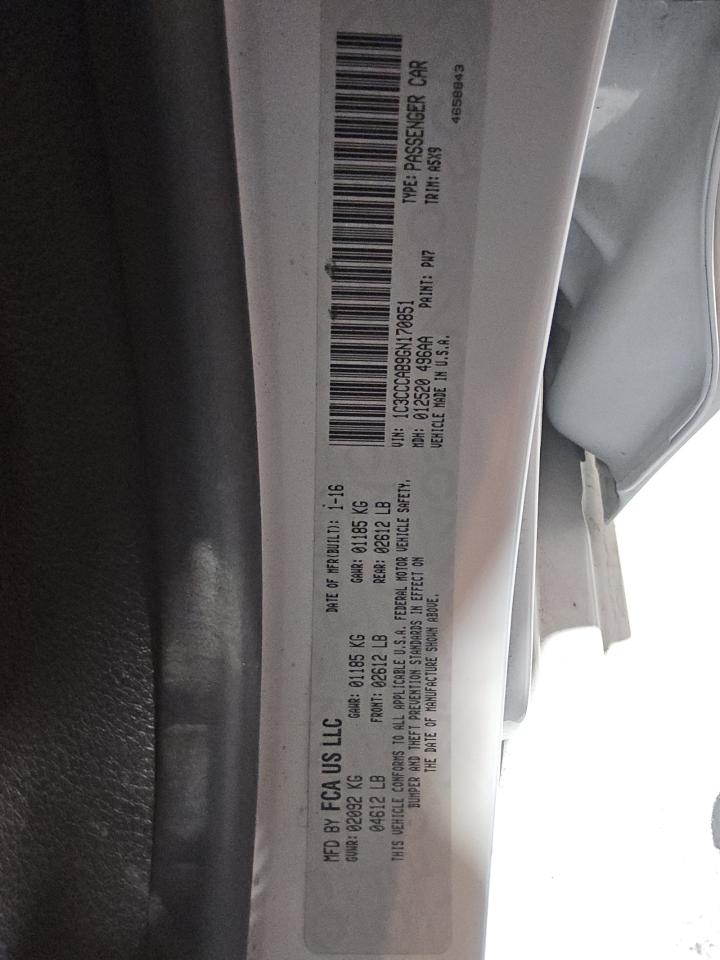 MFD BY FCA US LLC
DATE OF MFR(BUILT): 1-16
GVWR: 02092 KG
GAWR: 01185 KG
GAWR: 01185 KG
04612 LB
FRONT: 02612 LB
REAR: 02612 LB
THIS VEHICLE CONFORMS TO ALL APPLICABLE U.S.A. FEDERAL MOTOR VEHICLE SAFETY,
BUMPER AND THEFT PREVENTION STANDARDS IN EFFECT ON
THE DATE OF MANUFACTURE SHOWN ABOVE.
VIN: 1C3CCCAB9GN170851
TYPE: PASSENGER CAR
MDH: 012520 496AA
PAINT: PW7
TRIM: A5X9
VEHICLE MADE IN U.S.A.
4658843